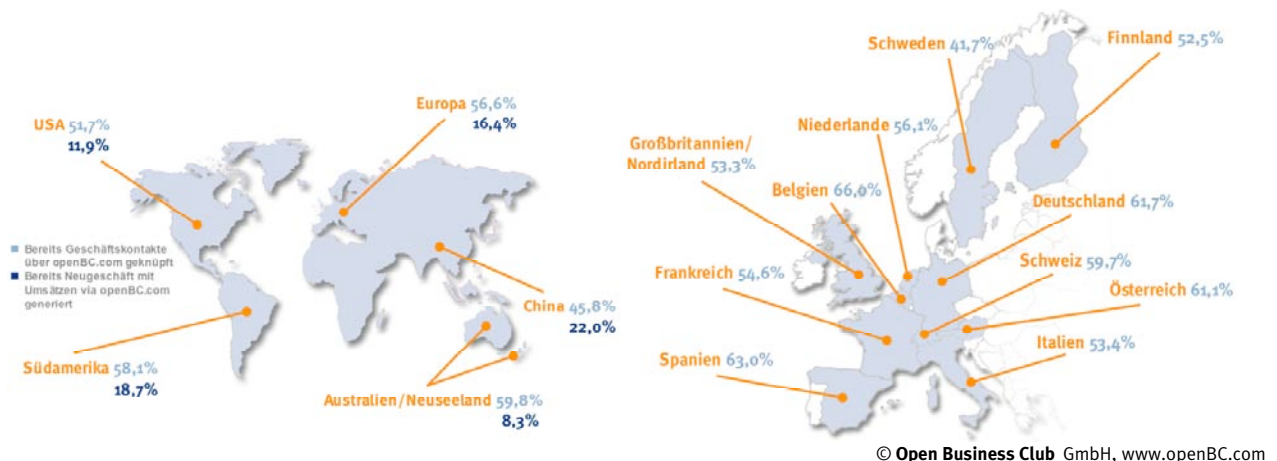 USA 51,7%
11,9%
Europa 56,6%
16,4%
Bereits Geschäftskontakte
über openBC.com geknüpft
Bereits Neugeschäft mit
Umsätzen via openBC.com
generiert
China 45,8%
22,0%
Südamerika 58,1%
18,7%
Australien/Neuseeland 59,8%
8,3%
Schweden 41,7%
Finnland 52,5%
Niederlande 56,1%
Großbritannien/
Nordirland 53,3%
Belgien 66,0%
Deutschland 61,7%
Schweiz 59,7%
Frankreich 54,6%
Österreich 61,1%
Italien 53,4%
Spanien 63,0%
© Open Business Club GmbH, www.openBC.com